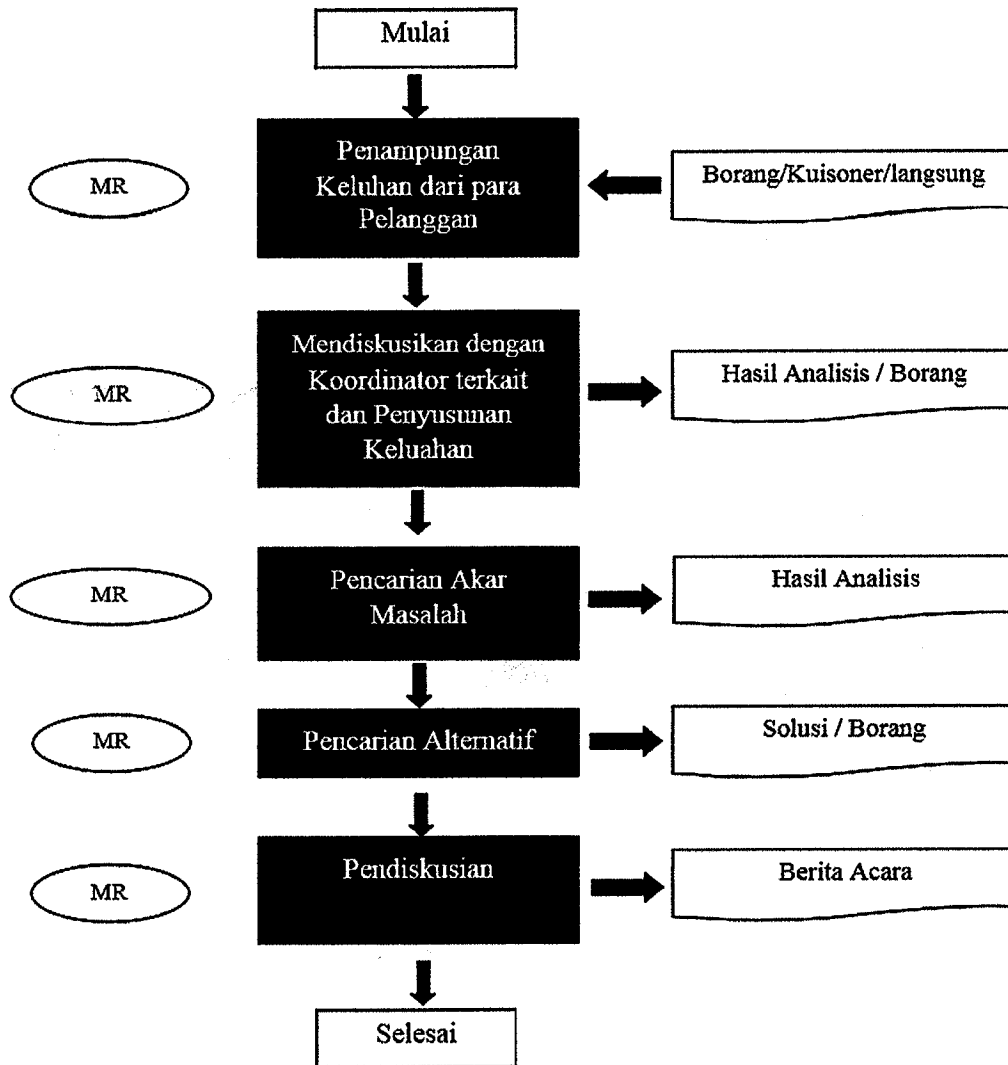 Mulai
Penampungan
Keluhan dari para
Pelanggan
MR
Borang/Kuisoner/langsung
Mendiskusikan dengan
Koordinator terkait
dan Penyusunan
Keluahan
MR
Hasil Analisis / Borang
Pencarian Akar
Masalah
MR
Hasil Analisis
Pencarian Alternatif
MR
Solusi / Borang
Pendiskusian
MR
Berita Acara
Selesai